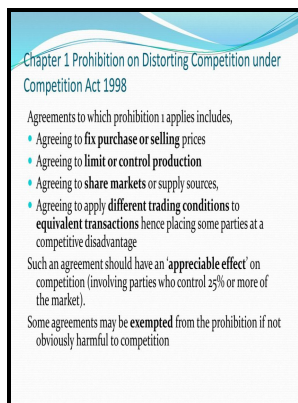 Chapter 1 Prohibition on Distorting Competition under
Competition Act 1998
Agreements to which prohibition 1 applies includes,
• Agreeing to fix purchase or selling prices
• Agreeing to limit or control production
• Agreeing to share markets or supply sources,
• Agreeing to apply different trading conditions to
equivalent transactions hence placing some parties at a
competitive disadvantage
Such an agreement should have an 'appreciable effect' on
competition (involving parties who control 25% or more of
the market).
Some agreements may be exempted from the prohibition if not
obviously harmful to competition